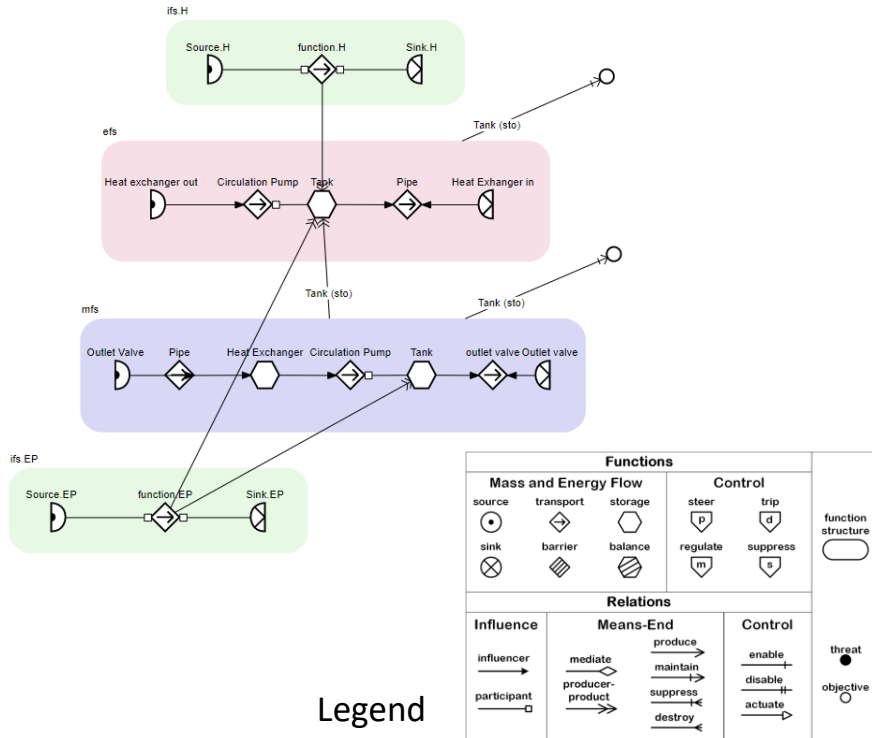 ifs.H
Source.H
function.H
Sink.H
Tank (sto)
efs
Heat exchanger out
Circulation Pump
Tank
Pipe
Heat Exhanger in
Tank (sto)
Tank (sto)
mfs
Outlet Valve
Pipe
Heat Exchanger
Circulation Pump
Tank
outlet valve
Outlet valve
ifs.EP
Source.EP
function.EP
Sink.EP
Legend
Functions
Mass and Energy Flow
Control
source
transport
storage
steer
trip
p
d
sink
barrier
balance
regulate
suppress
m
s
function
structure
Relations
Influence
Means-End
Control
influencer
participant
mediate
producer-
product
produce
maintain
suppress
destroy
enable
disable
actuate
threat
objective